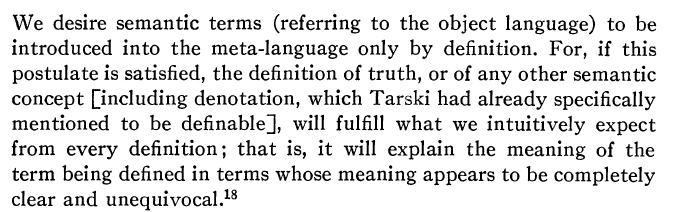 We desire semantic terms (referring to the object language) to be
introduced into the meta-language only by definition. For, if this
postulate is satisfied, the definition of truth, or of any other semantic
concept [including denotation, which Tarski had already specifically
mentioned to be definable], will fulfill what we intuitively expect
from every definition; that is, it will explain the meaning of the
term being defined in terms whose meaning appears to be completely
clear and unequivocal.¹⁸